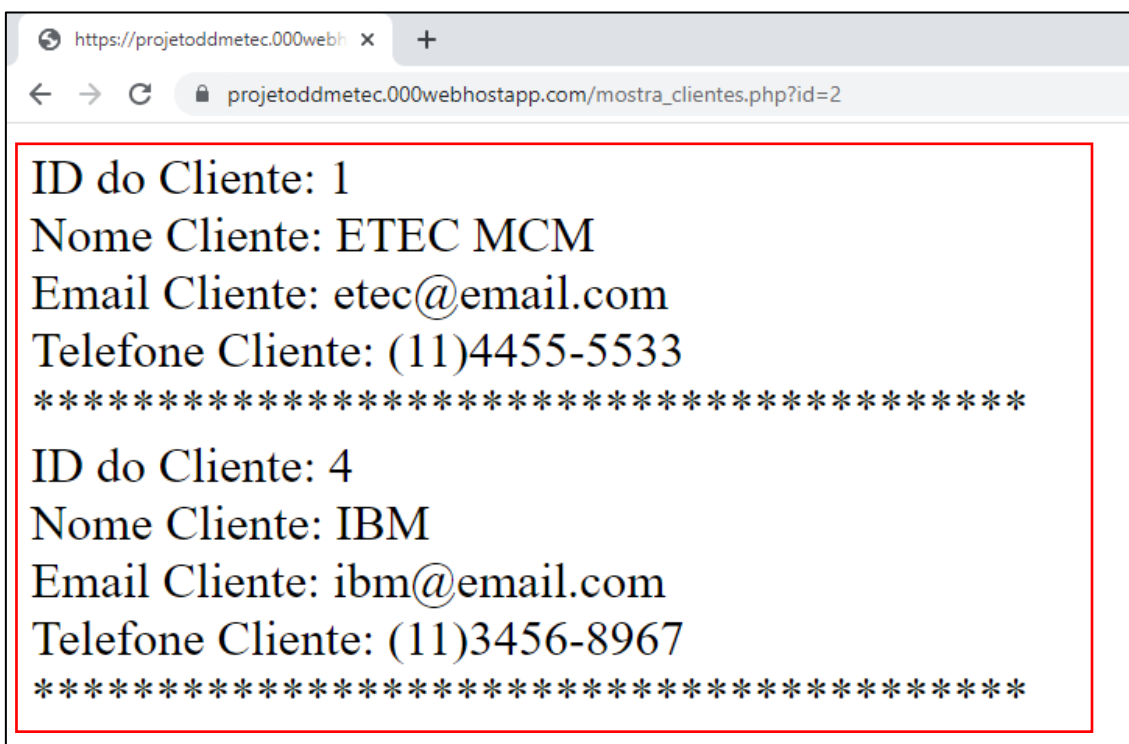 https://projetoddmetec.000webh
projetoddmetec.000webhostapp.com/mostra_clientes.php?id=2
ID do Cliente: 1
Nome Cliente: ETEC MCM
Email Cliente: etec@email.com
Telefone Cliente: (11)4455-5533
****************************************
ID do Cliente: 4
Nome Cliente: IBM
Email Cliente: ibm@email.com
Telefone Cliente: (11)3456-8967
****************************************